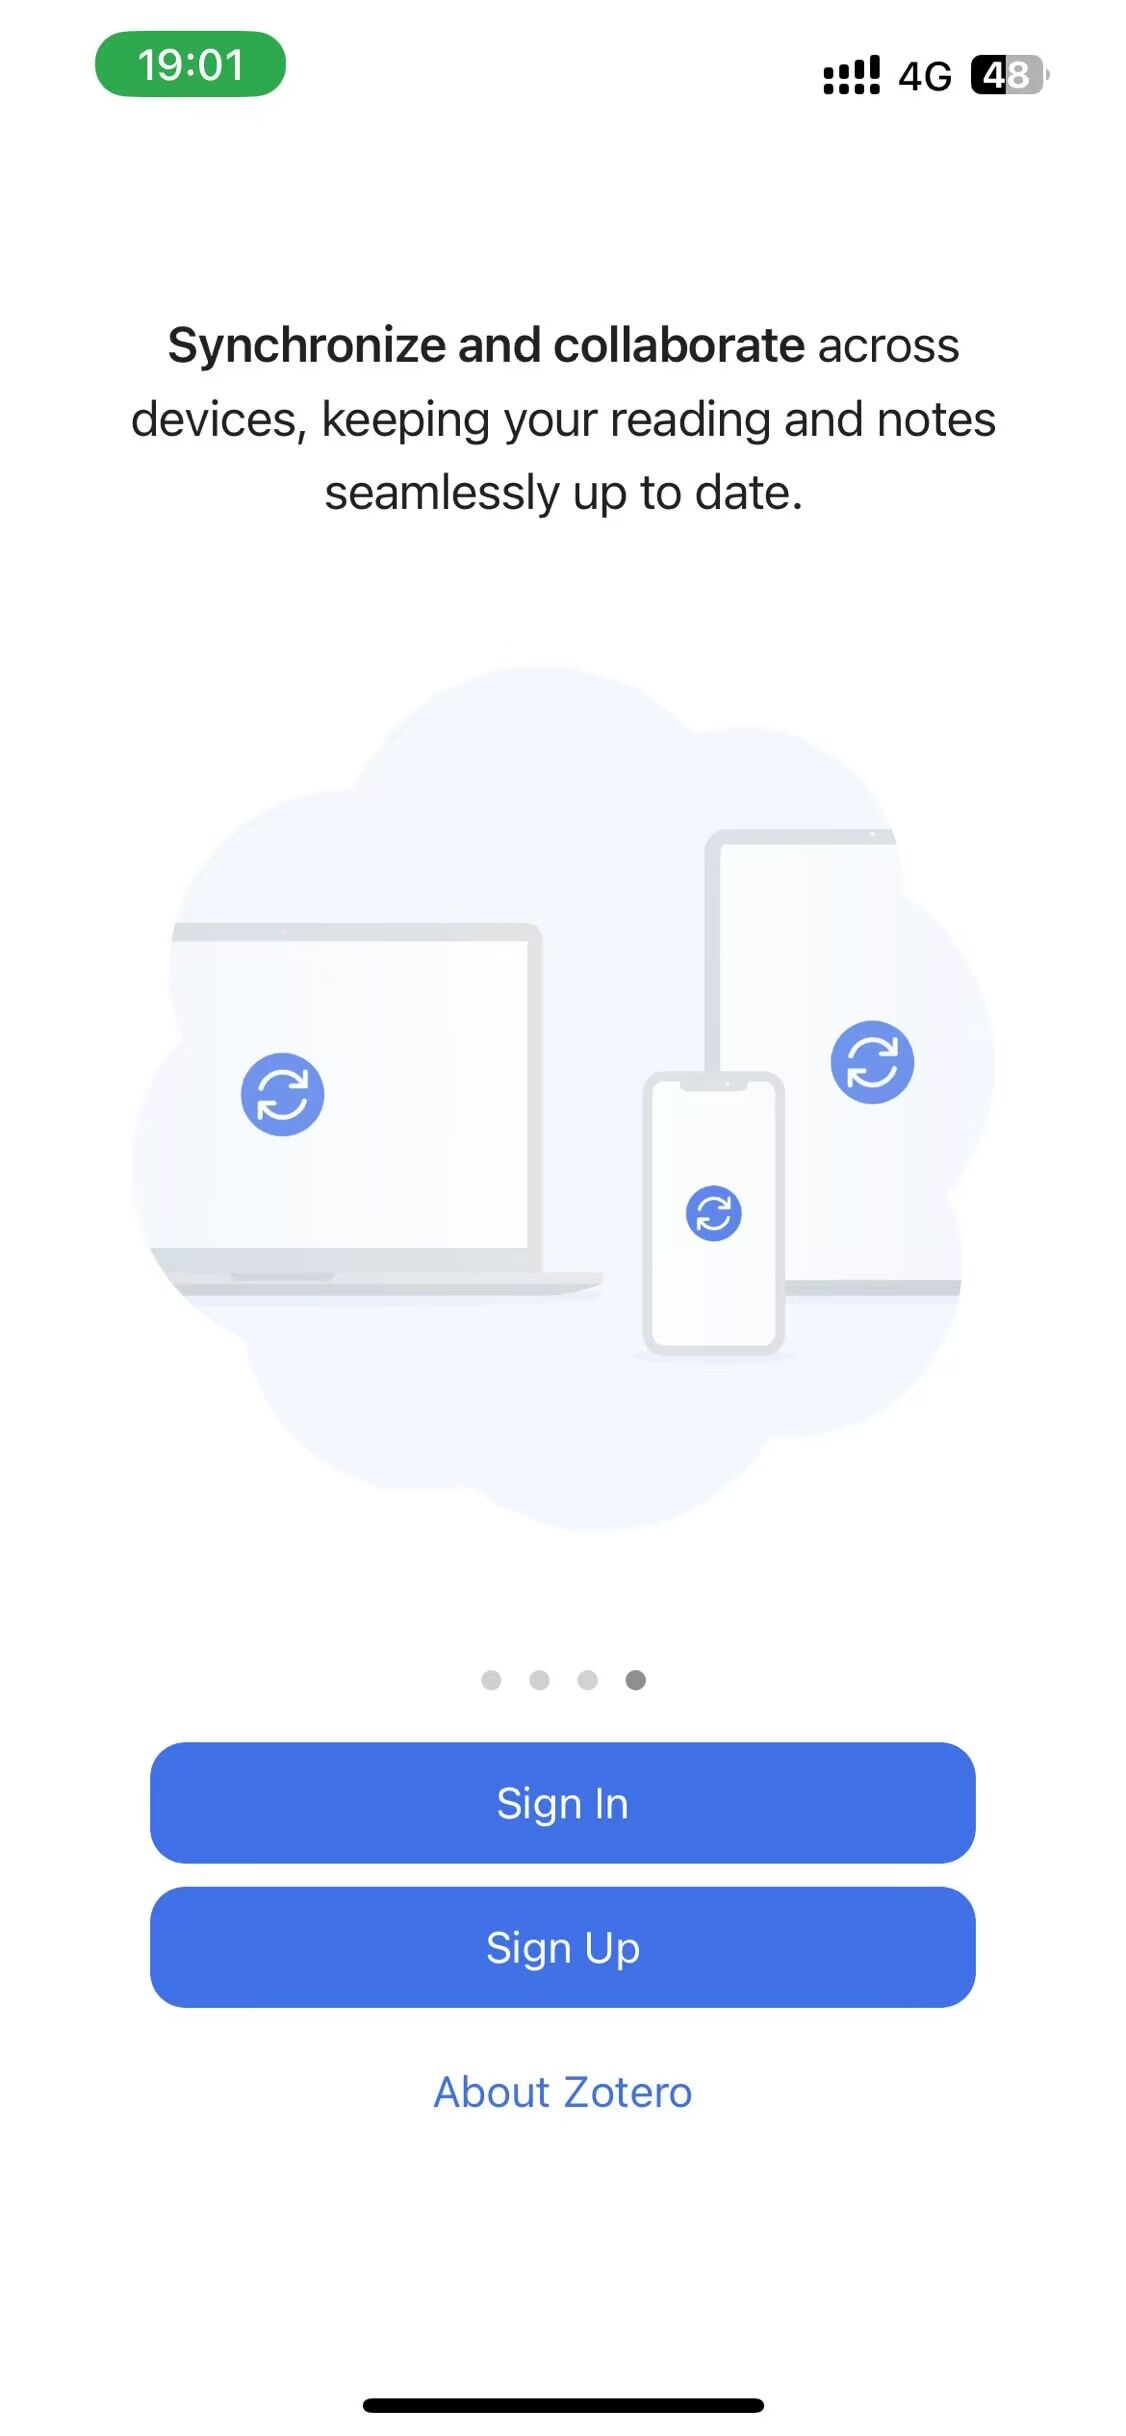 19:01
4G 48
Synchronize and collaborate across
devices, keeping your reading and notes
seamlessly up to date.
Sign In
Sign Up
About Zotero